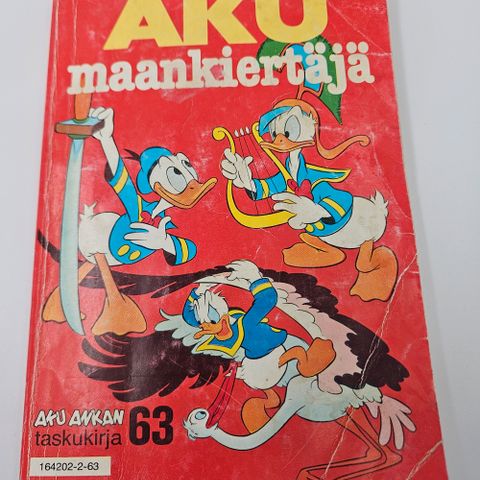 AKU
maankiertäjä
AKU ANKAN
taskukirja 63
164202-2-63